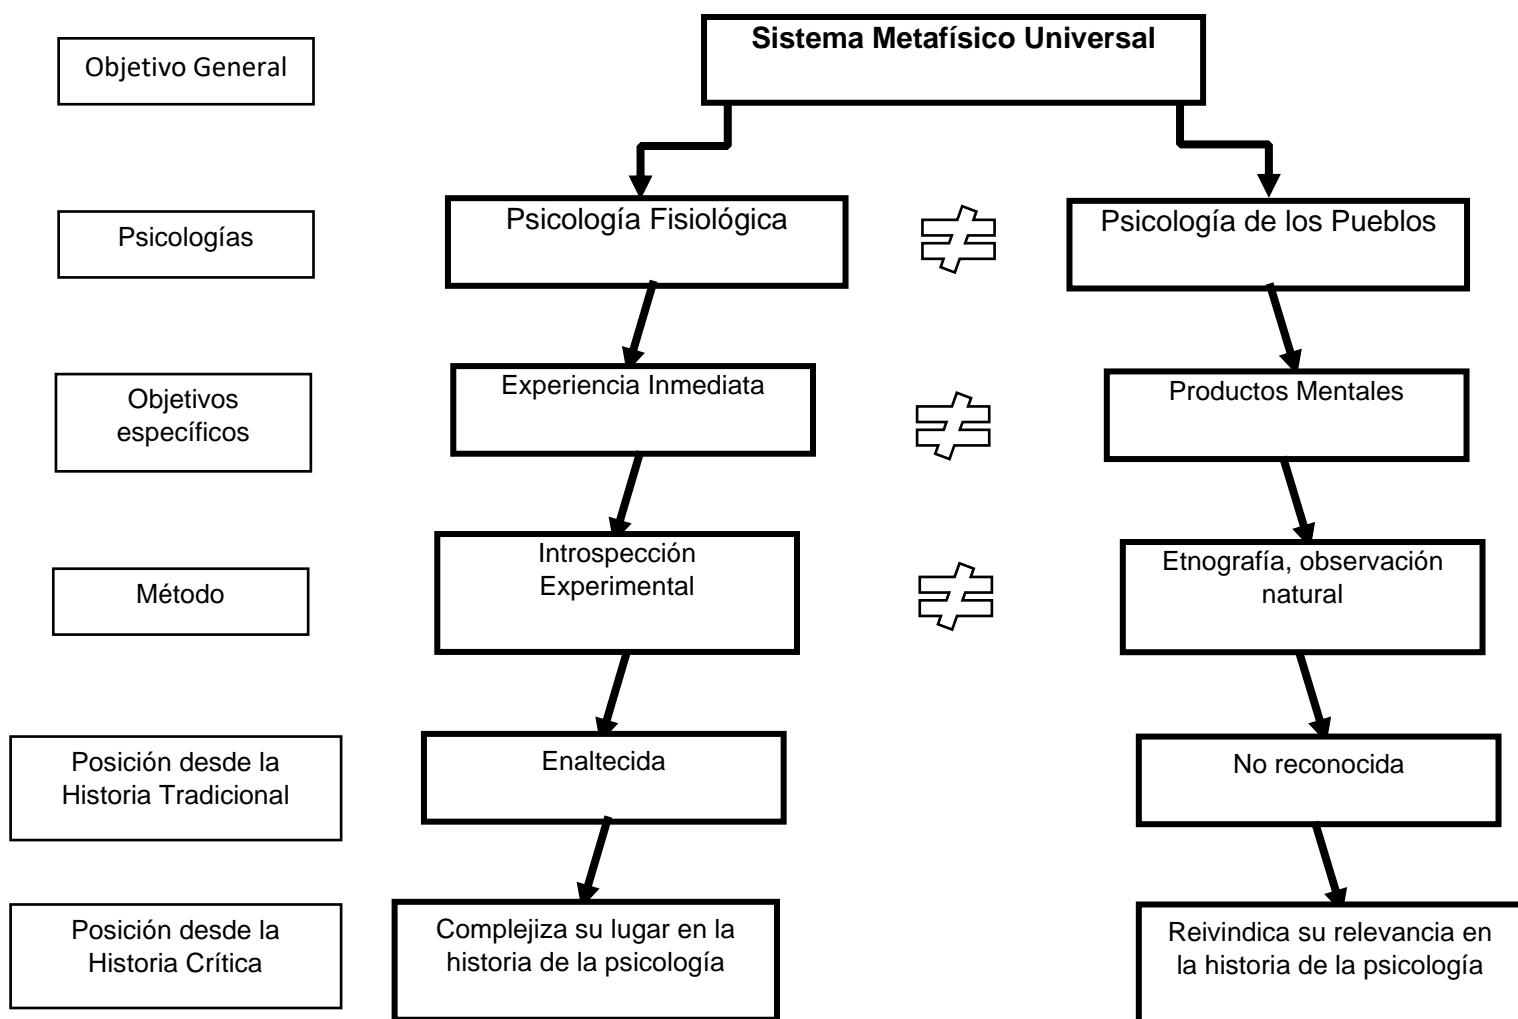 Objetivo General
Sistema Metafísico Universal
Psicologías
Psicología Fisiológica
≠
Psicología de los Pueblos
Objetivos
específicos
Experiencia Inmediata
≠
Productos Mentales
Método
Introspección
Experimental
≠
Etnografía, observación
natural
Posición desde la
Historia Tradicional
Enaltecida
No reconocida
Posición desde la
Historia Crítica
Complejiza su lugar en la
historia de la psicología
Reivindica su relevancia en
la historia de la psicología